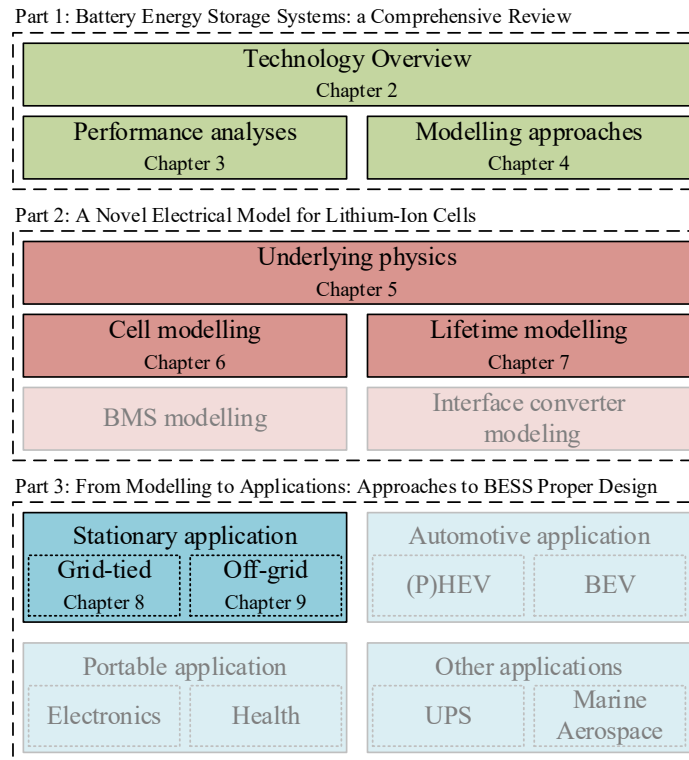 Part 1: Battery Energy Storage Systems: a Comprehensive Review
Technology Overview
Chapter 2
Performance analyses
Chapter 3
Modelling approaches
Chapter 4
Part 2: A Novel Electrical Model for Lithium-Ion Cells
Underlying physics
Chapter 5
Cell modelling
Chapter 6
Lifetime modelling
Chapter 7
BMS modelling
Interface converter
modeling
Part 3: From Modelling to Applications: Approaches to BESS Proper Design
Stationary application
Grid-tied
Chapter 8
Off-grid
Chapter 9
Automotive application
(P)HEV
BEV
Portable application
Electronics
Health
Other applications
UPS
Marine
Aerospace